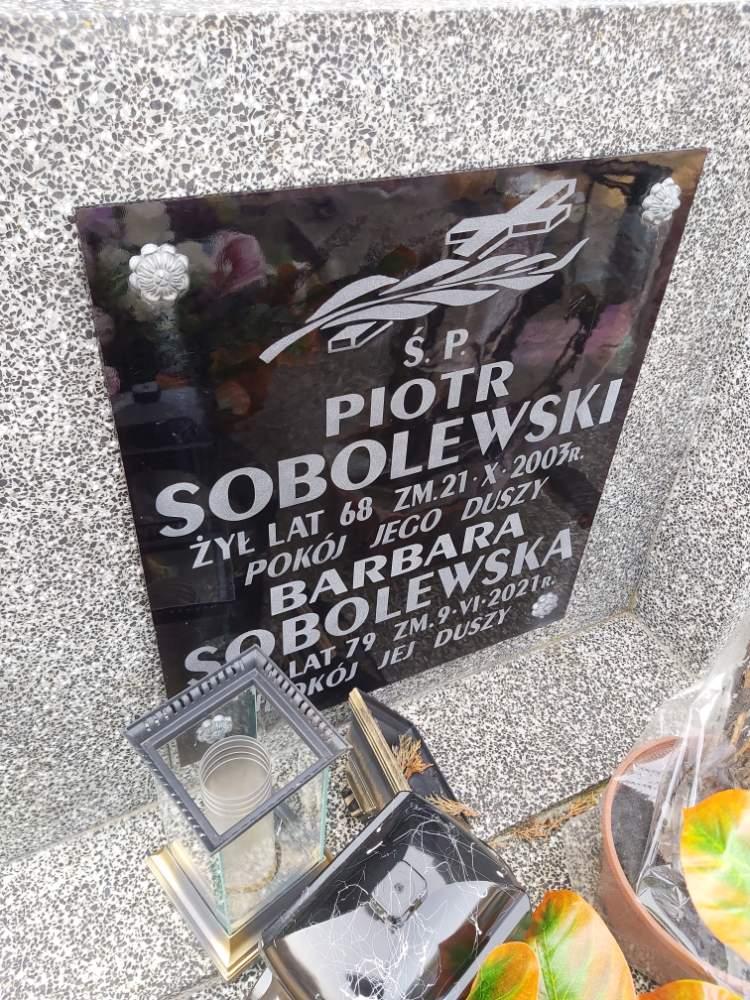 Ś. P.
PIOTR
SOBOLEWSKI
ŻYŁ LAT 68 ZM. 21·X·2003R.
POKÓJ JEGO DUSZY
BARBARA
SOBOLEWSKA
LAT 79 ZM. 9·VI·2021R.
POKÓJ JEJ DUSZY